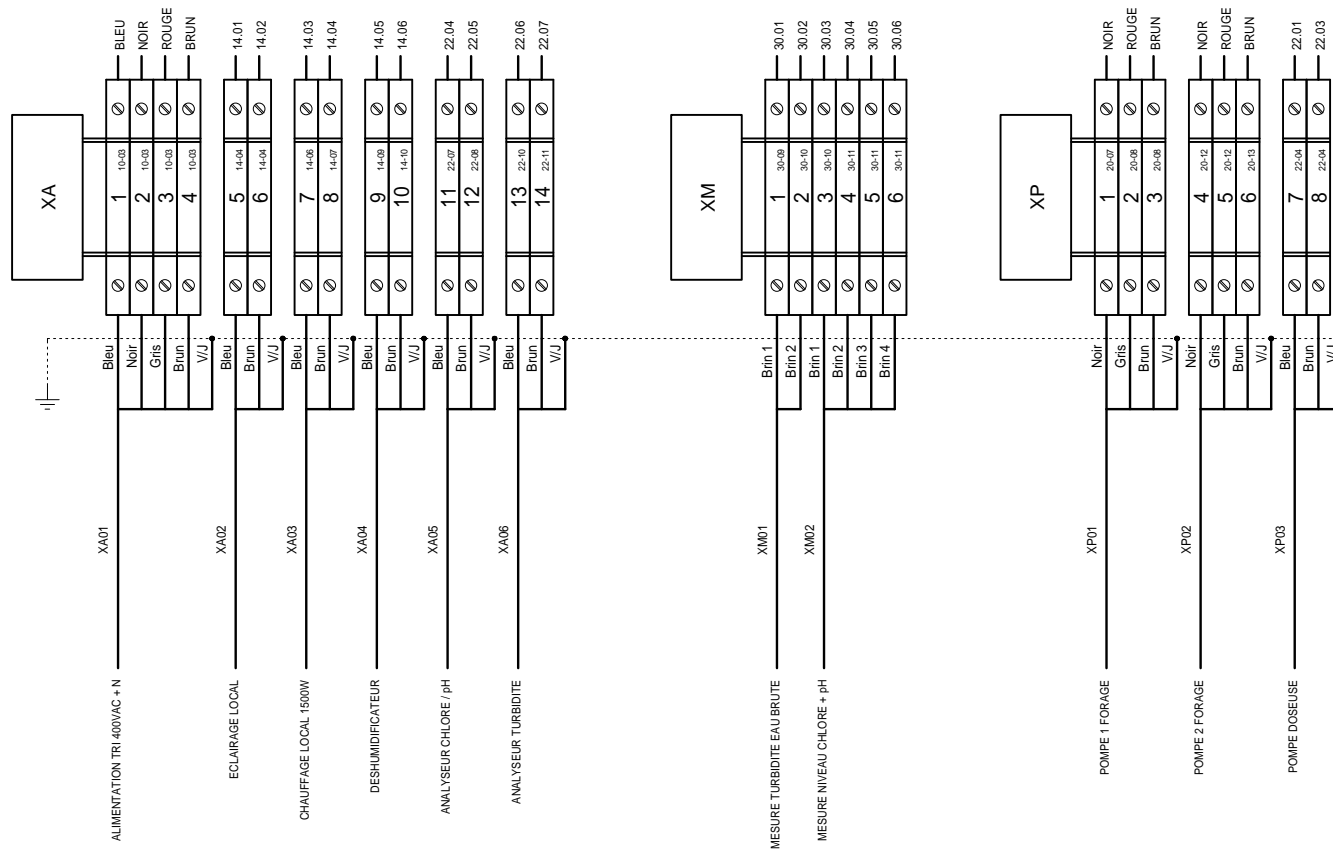 BLEU
NOIR
ROUGE
BRUN
14.01
14.02
14.03
14.04
14.05
14.06
22.04
22.05
22.06
22.07
30.01
30.02
30.03
30.04
30.05
30.06
NOIR
ROUGE
BRUN
NOIR
ROUGE
BRUN
22.01
22.03
XA
1 10-03
2 10-03
3 10-03
4 10-03
5 14-04
6 14-04
7 14-06
8 14-07
9 14-09
10 14-10
11 22-07
12 22-08
13 22-10
14 22-11
XM
1 30-09
2 30-10
3 30-10
4 30-11
5 30-11
6 30-11
XP
1 20-07
2 20-08
3 20-08
4 20-12
5 20-12
6 20-13
7 22-04
8 22-04
Bleu
Noir
Gris
Brun
V/J
Bleu
Brun
V/J
Bleu
Brun
V/J
Bleu
Brun
V/J
Bleu
Brun
V/J
Bleu
Brun
V/J
Brin 1
Brin 2
Brin 1
Brin 2
Brin 3
Brin 4
Noir
Gris
Brun
V/J
Noir
Gris
Brun
V/J
Bleu
Brun
V/J
XA01
XA02
XA03
XA04
XA05
XA06
XM01
XM02
XP01
XP02
XP03
ALIMENTATION TRI 400VAC + N
ECLAIRAGE LOCAL
CHAUFFAGE LOCAL 1500W
DESHUMIDIFICATEUR
ANALYSEUR CHLORE / pH
ANALYSEUR TURBIDITE
MESURE TURBIDITE EAU BRUTE
MESURE NIVEAU CHLORE + pH
POMPE 1 FORAGE
POMPE 2 FORAGE
POMPE DOSEUSE